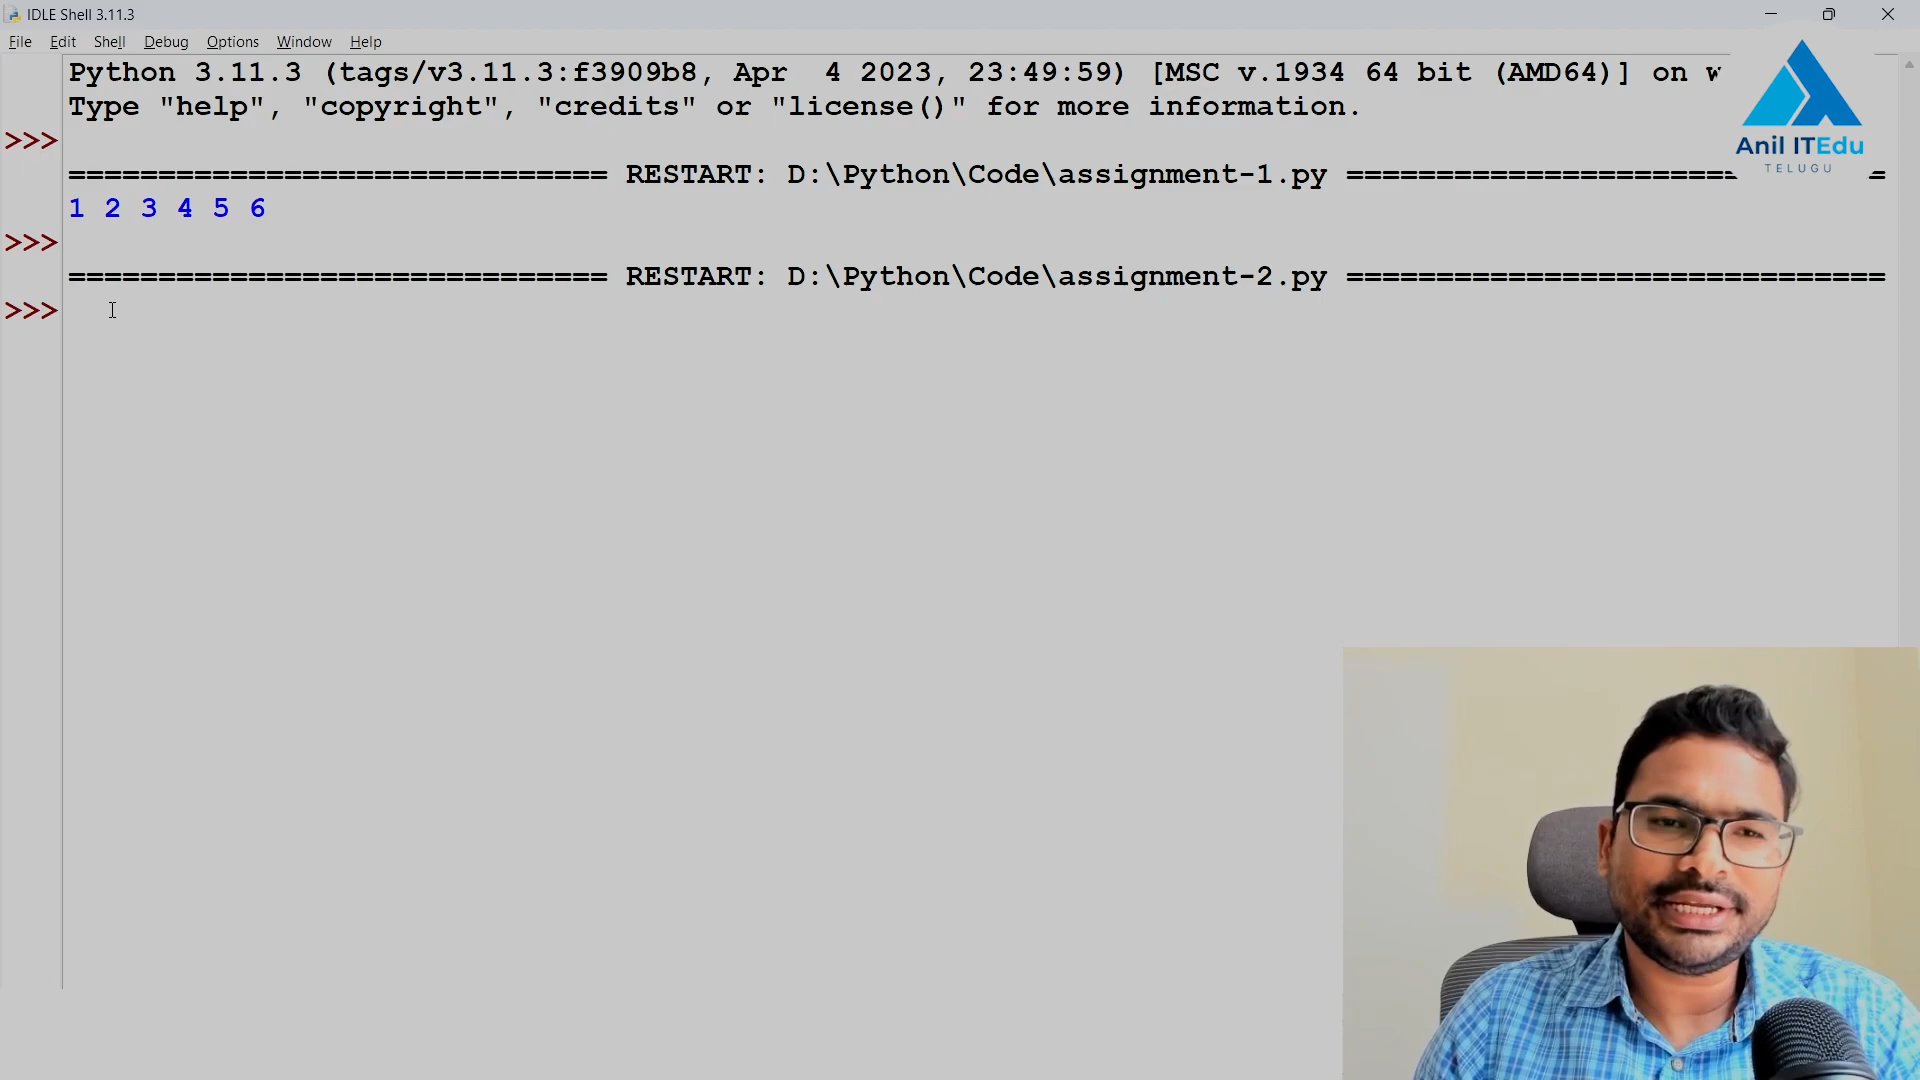 IDLE Shell 3.11.3
File Edit Shell Debug Options Window Help
Python 3.11.3 (tags/v3.11.3:f3909b8, Apr  4 2023, 23:49:59) [MSC v.1934 64 bit (AMD64)] on w
Type "help", "copyright", "credits" or "license()" for more information.
>>>
============================== RESTART: D:\Python\Code\assignment-1.py ==============================
1 2 3 4 5 6
>>>
============================== RESTART: D:\Python\Code\assignment-2.py ==============================
>>>
Anil ITEdu
TELUGU